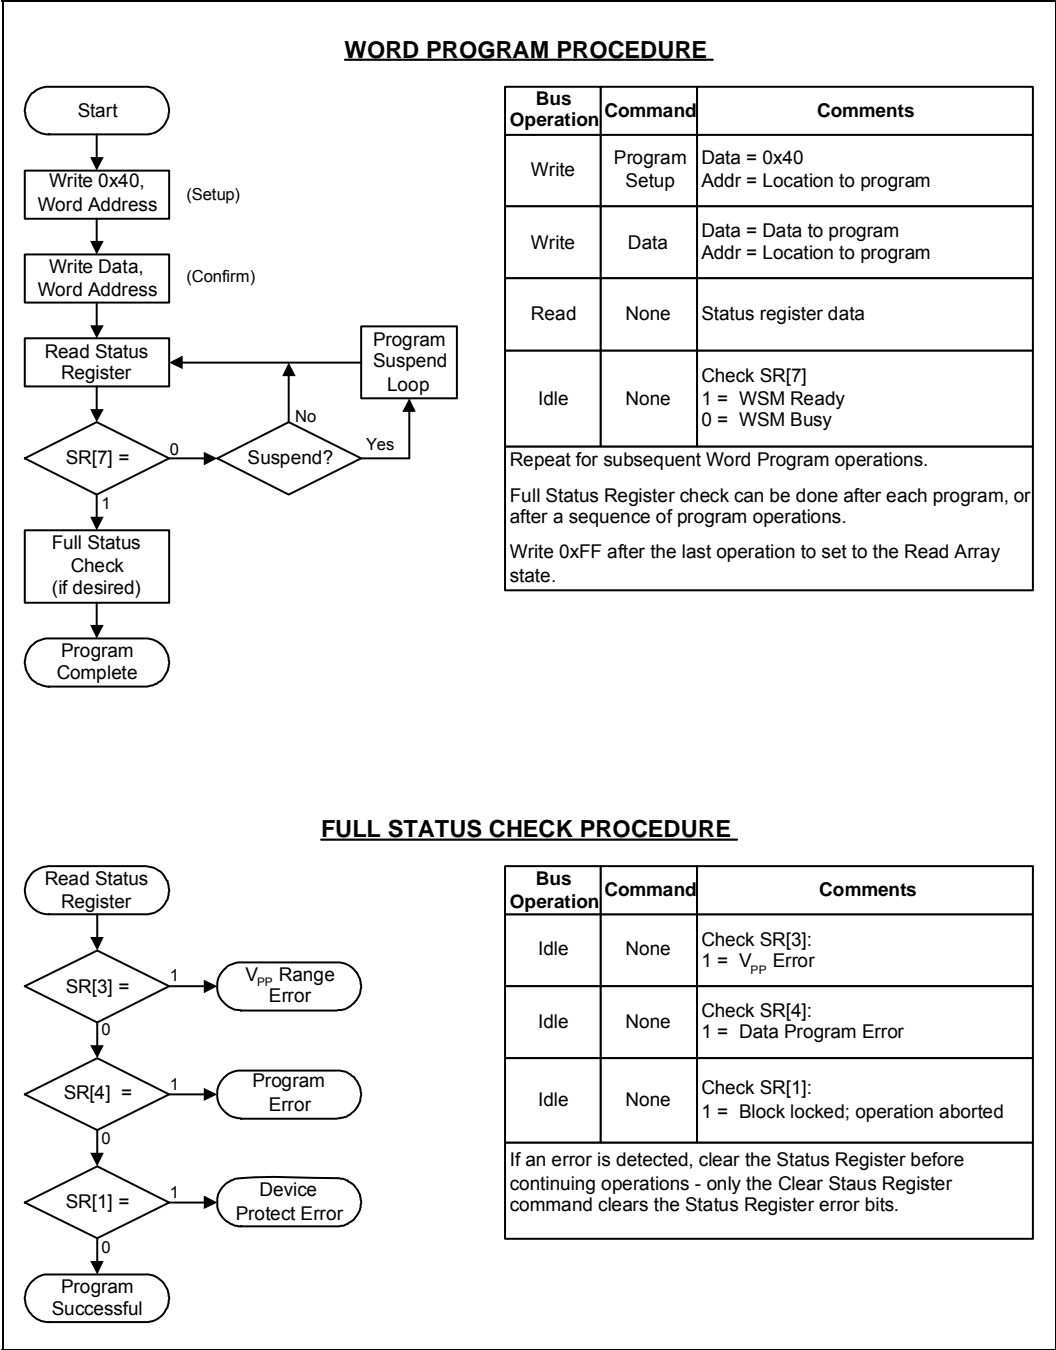 WORD PROGRAM PROCEDURE
Start
Write 0x40,
Word Address
(Setup)
Write Data,
Word Address
(Confirm)
Read Status
Register
Program
Suspend
Loop
No
SR[7] =
0
Suspend?
Yes
1
Full Status
Check
(if desired)
Program
Complete
Bus
Operation
Command
Comments
Write
Program
Setup
Data = 0x40
Addr = Location to program
Write
Data
Data = Data to program
Addr = Location to program
Read
None
Status register data
Idle
None
Check SR[7]
1 = WSM Ready
0 = WSM Busy
Repeat for subsequent Word Program operations.
Full Status Register check can be done after each program, or
after a sequence of program operations.
Write 0xFF after the last operation to set to the Read Array
state.
FULL STATUS CHECK PROCEDURE
Read Status
Register
SR[3] =
1
VPP Range
Error
0
SR[4] =
1
Program
Error
0
SR[1] =
1
Device
Protect Error
0
Program
Successful
Bus
Operation
Command
Comments
Idle
None
Check SR[3]:
1 = VPP Error
Idle
None
Check SR[4]:
1 = Data Program Error
Idle
None
Check SR[1]:
1 = Block locked; operation aborted
If an error is detected, clear the Status Register before
continuing operations - only the Clear Staus Register
command clears the Status Register error bits.